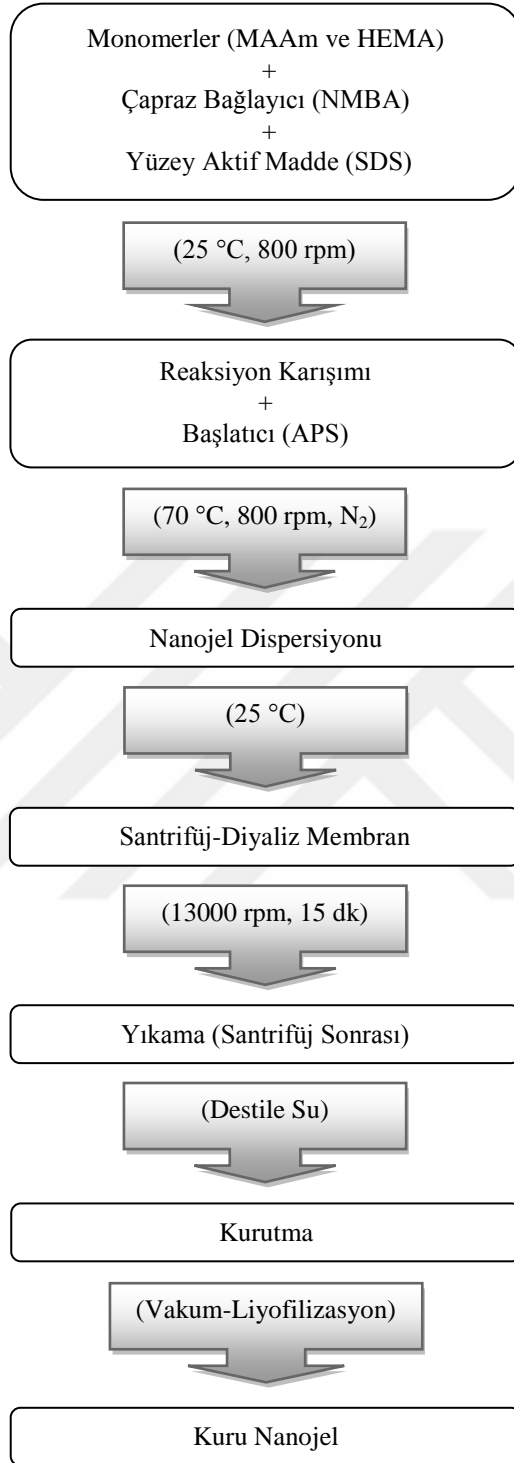 Monomerler (MAAm ve HEMA)
+
Çapraz Bağlayıcı (NMBA)
+
Yüzey Aktif Madde (SDS)
(25 °C, 800 rpm)
Reaksiyon Karışımı
+
Başlatıcı (APS)
(70 °C, 800 rpm, N₂)
Nanojel Dispersiyonu
(25 °C)
Santrifüj-Diyaliz Membran
(13000 rpm, 15 dk)
Yıkama (Santrifüj Sonrası)
(Destile Su)
Kurutma
(Vakum-Liyofilizasyon)
Kuru Nanojel